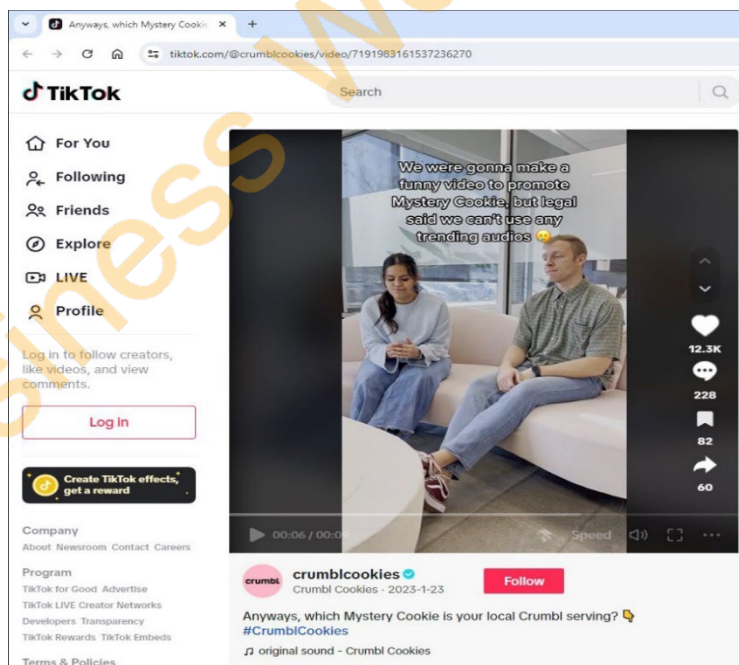 Anyways, which Mystery Cookie
tiktok.com/@crumblcookies/video/7191983161537236270
TikTok
Search
For You
Following
Friends
Explore
LIVE
Profile
Log in to follow creators,
like videos, and view
comments.
Log in
Create TikTok effects,
get a reward
Company
About Newsroom Contact Careers
Program
TikTok for Good Advertise
TikTok LIVE Creator Networks
Developers Transparency
TikTok Rewards TikTok Embeds
Terms & Policies
We were gonna make a
funny video to promote
Mystery Cookie, but legal
said we can't use any
trending audios 😑
12.3K
228
82
60
00:06 /
Speed
crumbl
crumblcookies
Crumbl Cookies · 2023-1-23
Follow
Anyways, which Mystery Cookie is your local Crumbl serving? 👇
#CrumblCookies
original sound - Crumbl Cookies
iness W